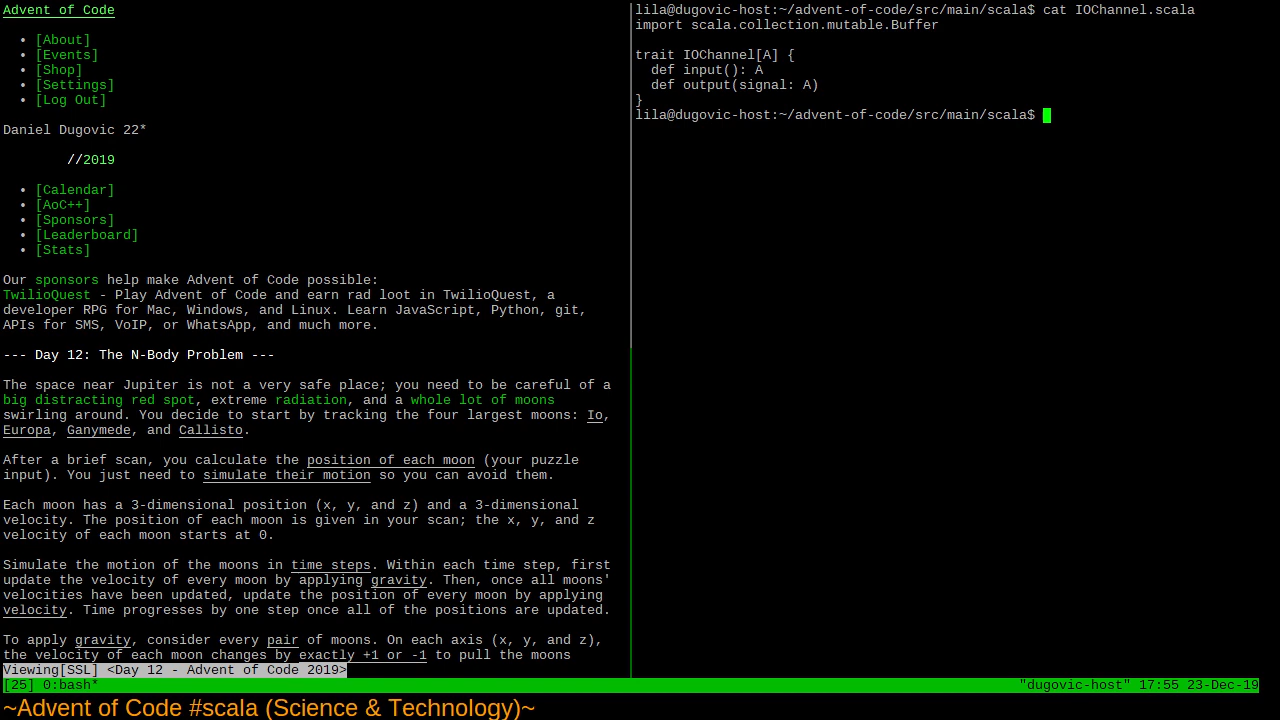 Advent of Code
• [About]
• [Events]
• [Shop]
• [Settings]
• [Log Out]
Daniel Dugovic 22*
//2019
• [Calendar]
• [AoC++]
• [Sponsors]
• [Leaderboard]
• [Stats]
Our sponsors help make Advent of Code possible:
TwilioQuest - Play Advent of Code and earn rad loot in TwilioQuest, a
developer RPG for Mac, Windows, and Linux. Learn JavaScript, Python, git,
APIs for SMS, VoIP, or WhatsApp, and much more.
--- Day 12: The N-Body Problem ---
The space near Jupiter is not a very safe place; you need to be careful of a
big distracting red spot, extreme radiation, and a whole lot of moons
swirling around. You decide to start by tracking the four largest moons: Io,
Europa, Ganymede, and Callisto.
After a brief scan, you calculate the position of each moon (your puzzle
input). You just need to simulate their motion so you can avoid them.
Each moon has a 3-dimensional position (x, y, and z) and a 3-dimensional
velocity. The position of each moon is given in your scan; the x, y, and z
velocity of each moon starts at 0.
Simulate the motion of the moons in time steps. Within each time step, first
update the velocity of every moon by applying gravity. Then, once all moons'
velocities have been updated, update the position of every moon by applying
velocity. Time progresses by one step once all of the positions are updated.
To apply gravity, consider every pair of moons. On each axis (x, y, and z),
the velocity of each moon changes by exactly +1 or -1 to pull the moons
Viewing[SSL] <Day 12 - Advent of Code 2019>
lila@dugovic-host:~/advent-of-code/src/main/scala$ cat IOChannel.scala
import scala.collection.mutable.Buffer
trait IOChannel[A] {
  def input(): A
  def output(signal: A)
}
lila@dugovic-host:~/advent-of-code/src/main/scala$
[25] 0:bash* "dugovic-host" 17:55 23-Dec-19
~Advent of Code #scala (Science & Technology)~